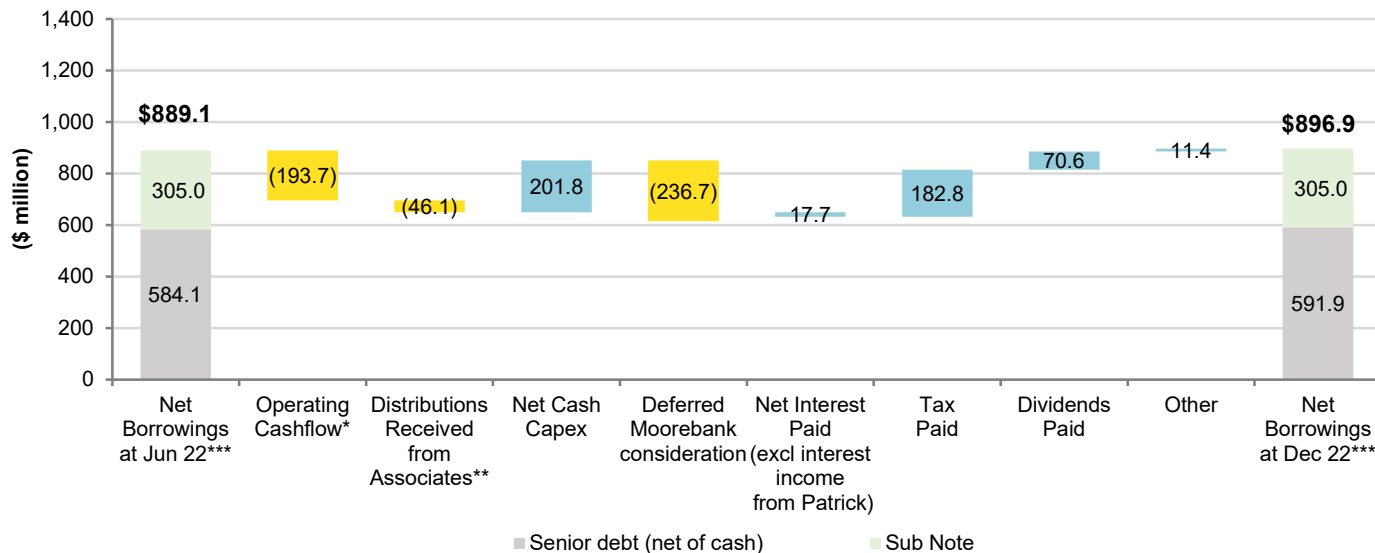 1,400
1,200
1,000
800
600
400
200
0
($ million)
$889.1
305.0
584.1
(193.7)
(46.1)
201.8
(236.7)
17.7
182.8
70.6
11.4
$896.9
305.0
591.9
Net
Borrowings
at Jun 22***
Operating
Cashflow*
Distributions
Received
from
Associates**
Net Cash
Capex
Deferred
Moorebank
consideration
Net Interest
Paid
(excl interest
income
from Patrick)
Tax
Paid
Dividends
Paid
Other
Net
Borrowings
at Dec 22***
Senior debt (net of cash)
Sub Note